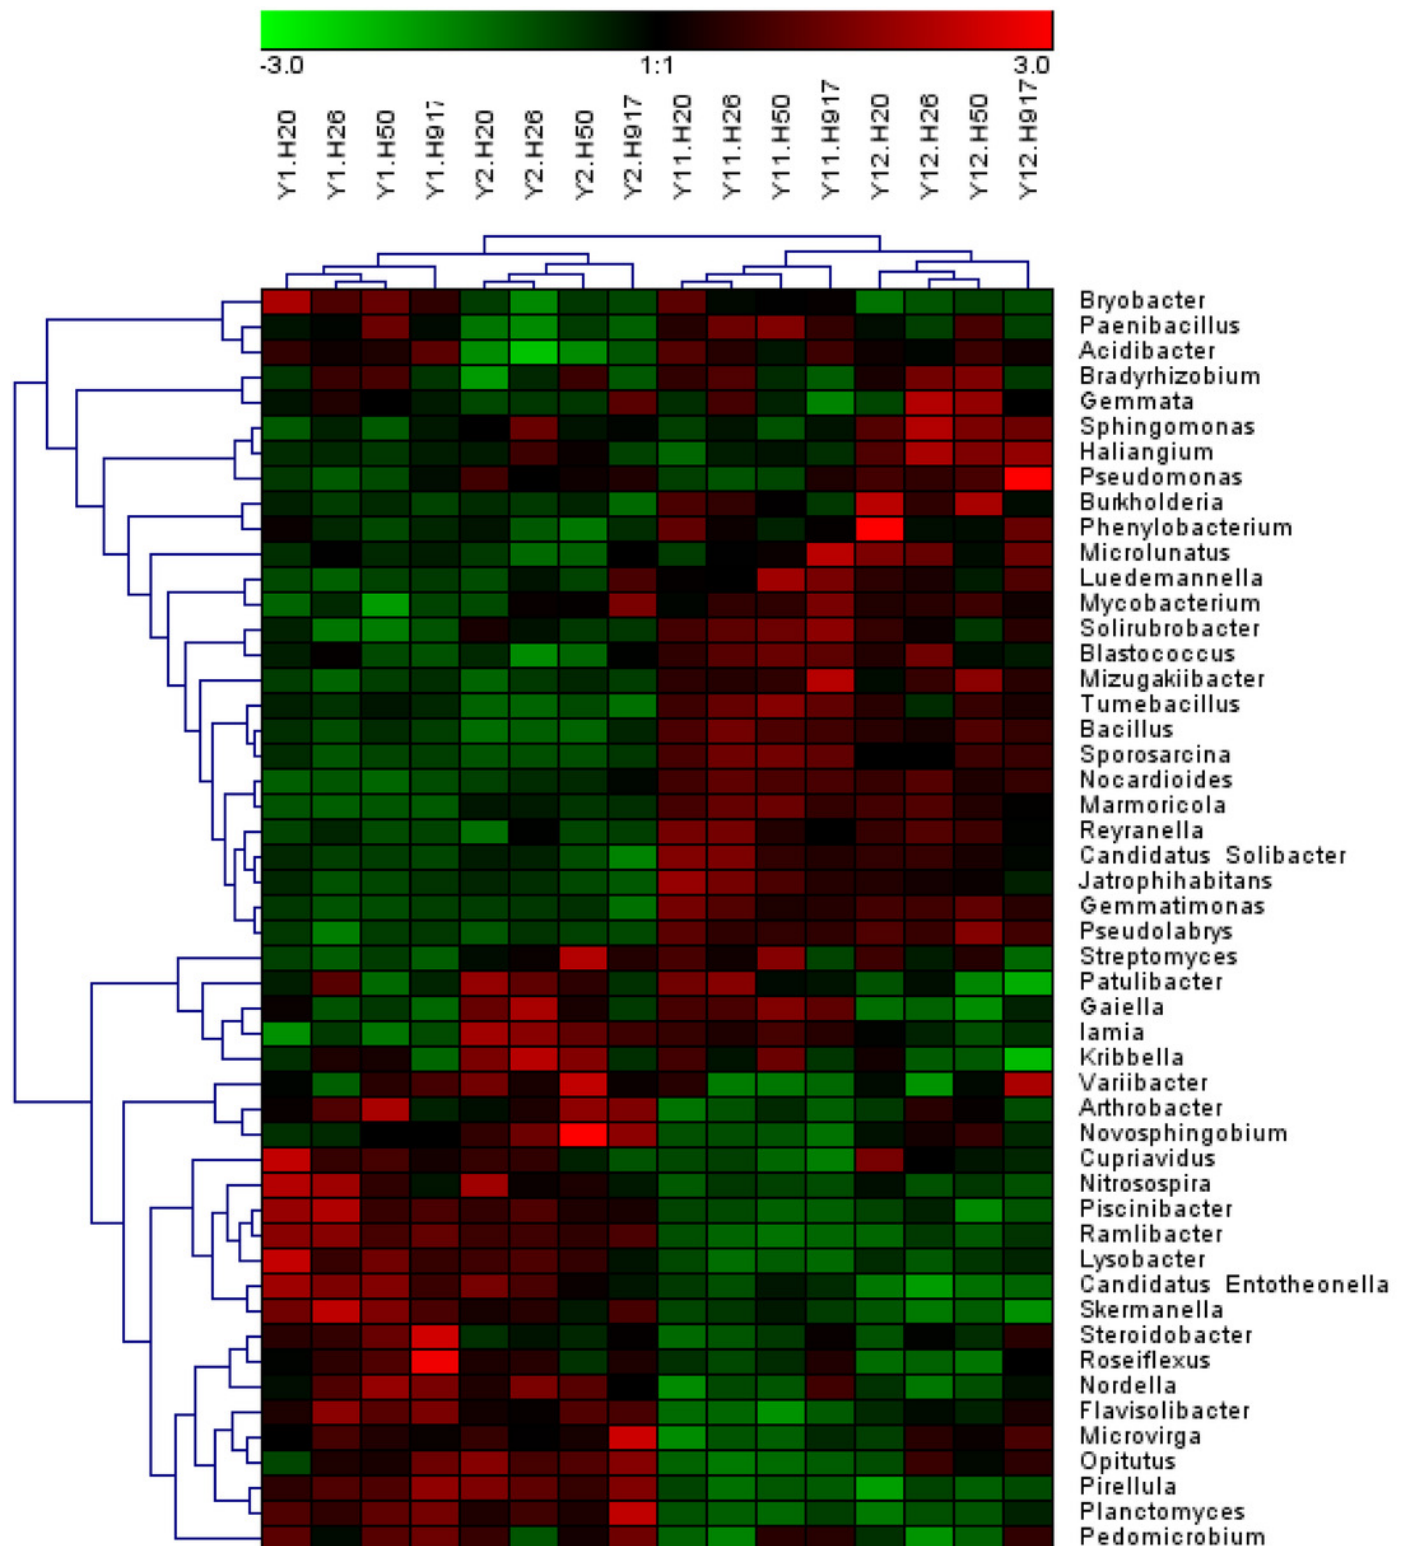 -3.0 1:1 3.0
Y1.H20 Y1.H26 Y1.H50 Y1.H917 Y2.H20 Y2.H26 Y2.H50 Y2.H917 Y11.H20 Y11.H26 Y11.H50 Y11.H917 Y12.H20 Y12.H26 Y12.H50 Y12.H917
Bryobacter
Paenibacillus
Acidibacter
Bradyrhizobium
Gemmata
Sphingomonas
Haliangium
Pseudomonas
Burkholderia
Phenylobacterium
Microlunatus
Luedemannella
Mycobacterium
Solirubrobacter
Blastococcus
Mizugakiibacter
Tumebacillus
Bacillus
Sporosarcina
Nocardioides
Marmoricola
Reyranella
Candidatus Solibacter
Jatrophihabitans
Gemmatimonas
Pseudolabrys
Streptomyces
Patulibacter
Gaiella
Iamia
Kribbella
Variibacter
Arthrobacter
Novosphingobium
Cupriavidus
Nitrosospira
Piscinibacter
Ramlibacter
Lysobacter
Candidatus Entotheonella
Skermanella
Steroidobacter
Roseiflexus
Nordella
Flavisolibacter
Microvirga
Opitutus
Pirellula
Planctomyces
Pedomicrobium